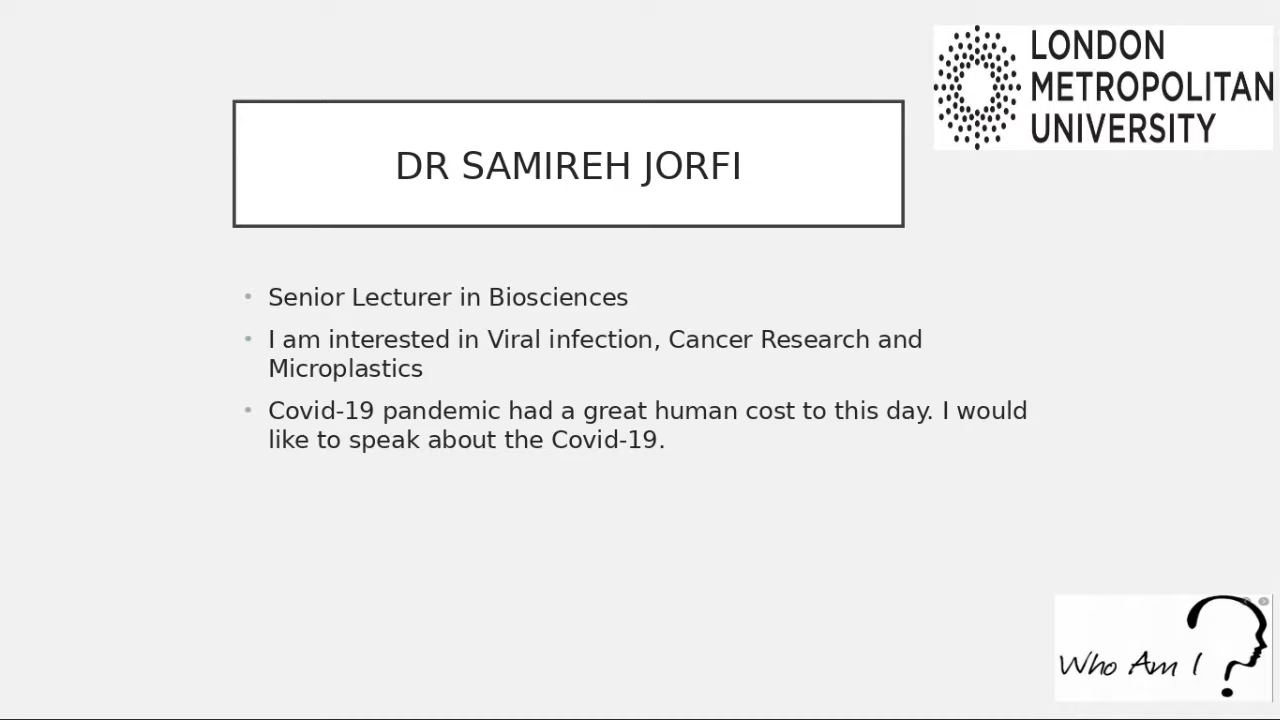 LONDON
METROPOLITAN
UNIVERSITY
DR SAMIREH JORFI
• Senior Lecturer in Biosciences
• I am interested in Viral infection, Cancer Research and
Microplastics
• Covid-19 pandemic had a great human cost to this day. I would
like to speak about the Covid-19.
Who Am I ?